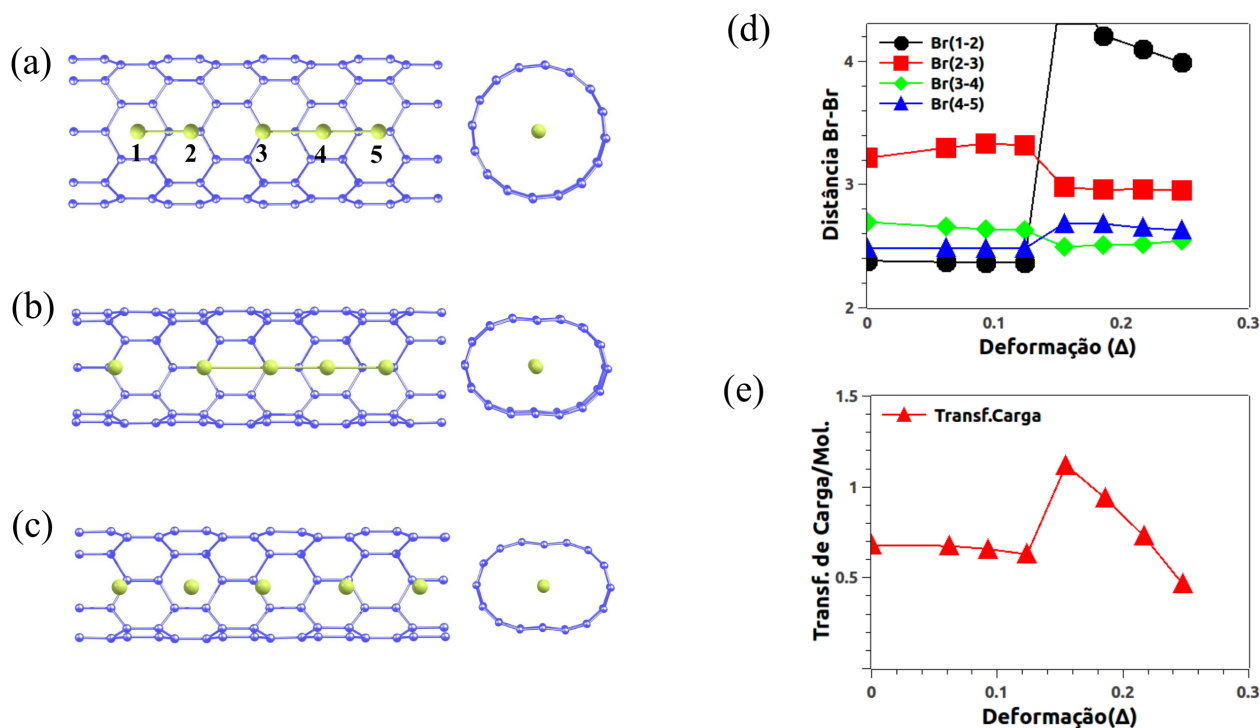 (a)
1 2 3 4 5
(b)
(c)
(d)
Br(1-2)
Br(2-3)
Br(3-4)
Br(4-5)
Distância Br-Br
4
3
2
0 0.1 0.2 0.3
Deformação (Δ)
(e)
Transf.Carga
Transf. de Carga/Mol.
1.5
1
0.5
0 0.1 0.2 0.3
Deformação(Δ)